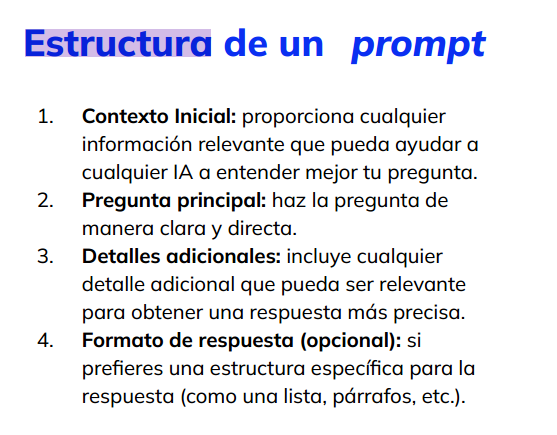 Estructura de un prompt
1. Contexto Inicial: proporciona cualquier
información relevante que pueda ayudar a
cualquier IA a entender mejor tu pregunta.
2. Pregunta principal: haz la pregunta de
manera clara y directa.
3. Detalles adicionales: incluye cualquier
detalle adicional que pueda ser relevante
para obtener una respuesta más precisa.
4. Formato de respuesta (opcional): si
prefieres una estructura específica para la
respuesta (como una lista, párrafos, etc.).